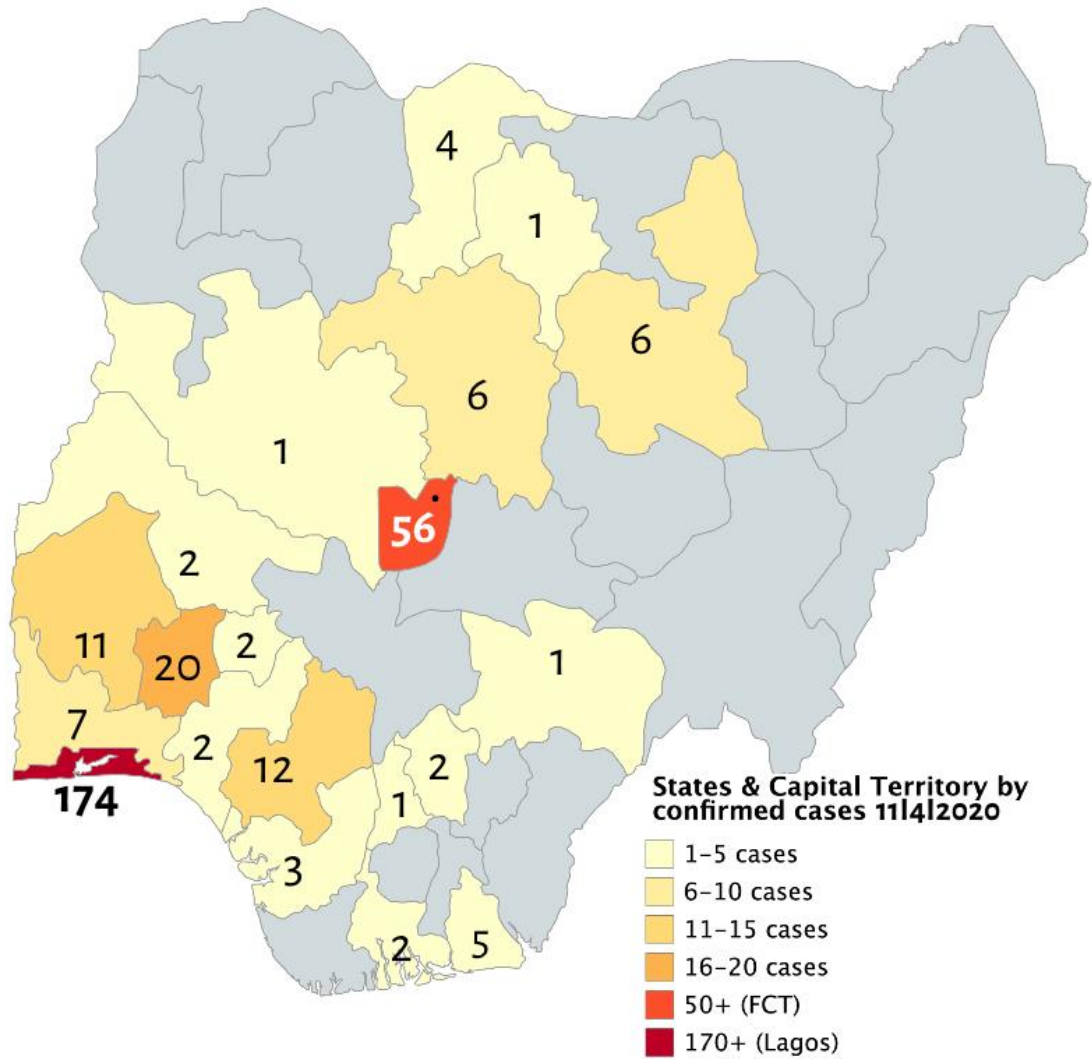 4
1
6
6
1
56
2
11
20
2
1
7
2
12
2
1
174
3
2
5
States & Capital Territory by
confirmed cases 11|4|2020
1–5 cases
6–10 cases
11–15 cases
16–20 cases
50+ (FCT)
170+ (Lagos)